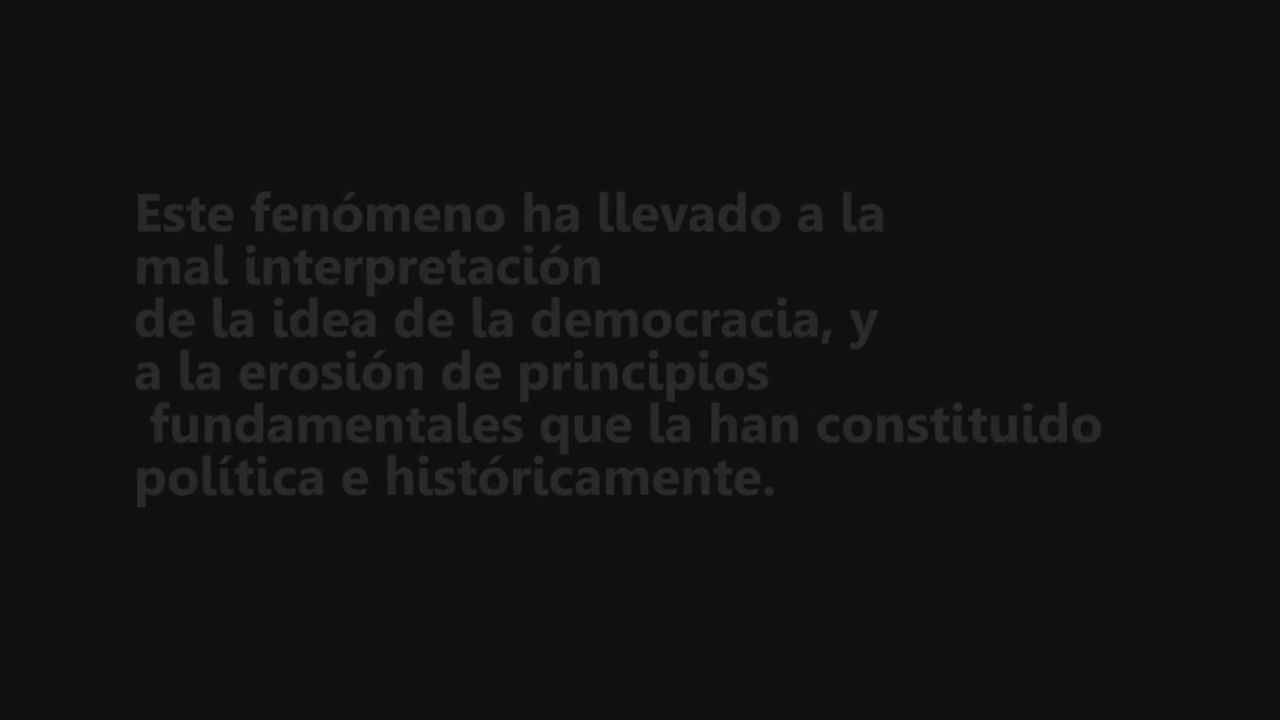 Este fenómeno ha llevado a la
mal interpretación
de la idea de la democracia, y
a la erosión de principios
fundamentales que la han constituido
política e históricamente.